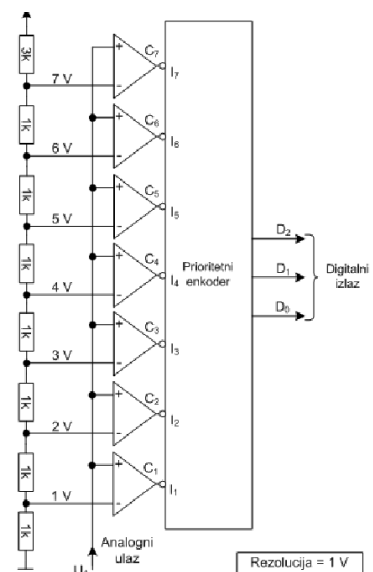 3k
+ C7
7 V - I7
1k
+ C6
6 V - I6
1k
+ C5
5 V - I5
1k
+ C4
4 V - I4
1k
+ C3
3 V - I3
1k
+ C2
2 V - I2
1k
+ C1
1 V - I1
1k
Analogni
ulaz
Prioritetni
enkoder
D2
D1
D0
Digitalni
izlaz
Rezolucija = 1 V